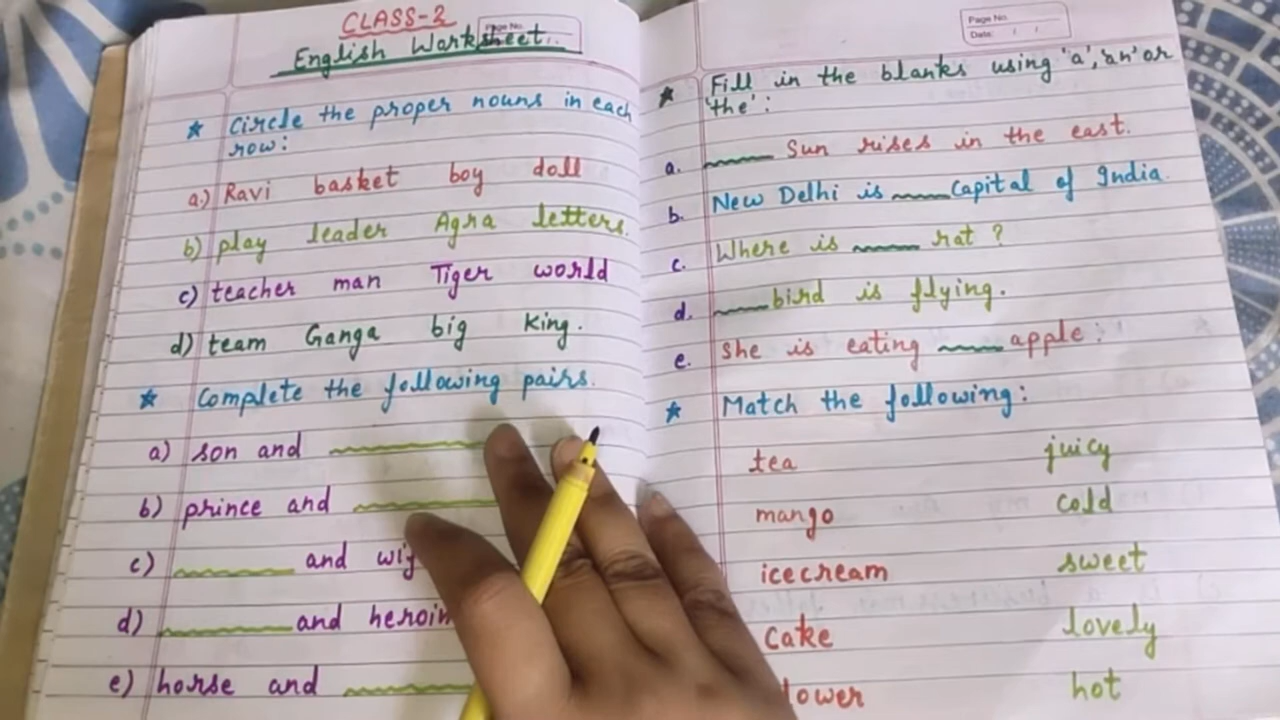 CLASS-2
Page No.
English Worksheet.
★ Circle the proper nouns in each
row:
a.) Ravi basket boy doll
b) play leader Agra letters.
c) teacher man Tiger world
d) team Ganga big King.
★ Complete the following pairs.
a) son and
b) prince and
c) and
d) and
e) horse and
Page No.
Date: / /
★ Fill in the blanks using 'a', 'an' or
'the':
a. Sun rises in the east.
b. New Delhi is capital of India.
c. Where is rat ?
d. bird is flying.
e. She is eating apple.
★ Match the following:
tea juicy
mango cold
icecream sweet
Cake lovely
hot